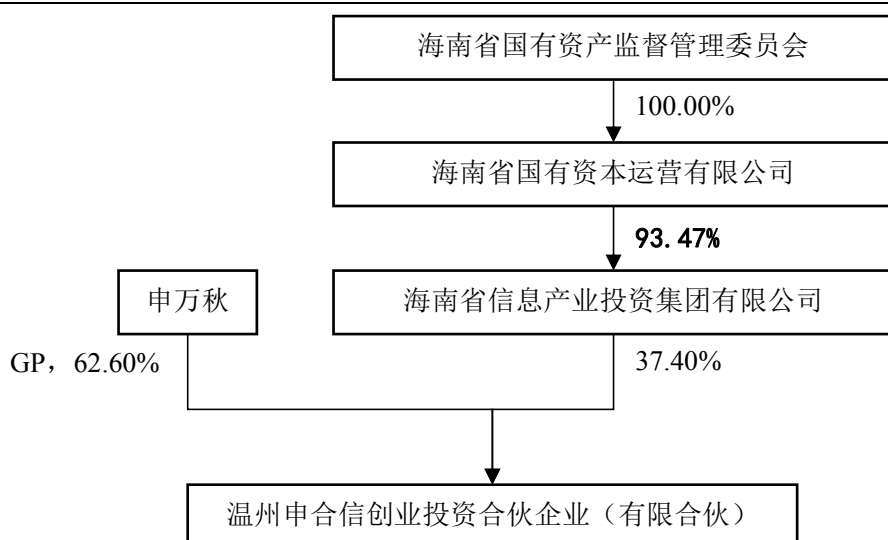 海南省国有资产监督管理委员会
100.00%
海南省国有资本运营有限公司
93.47%
申万秋
海南省信息产业投资集团有限公司
GP，62.60%
37.40%
温州申合信创业投资合伙企业（有限合伙）